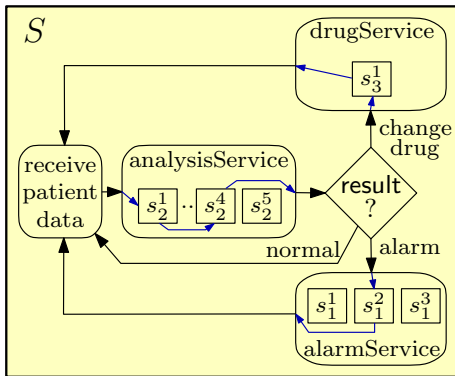 S
drugService
s_3^1
change
drug
receive
patient
data
analysisService
s_2^1 ·· s_2^4 s_2^5
result
?
normal
alarm
s_1^1 s_1^2 s_1^3
alarmService